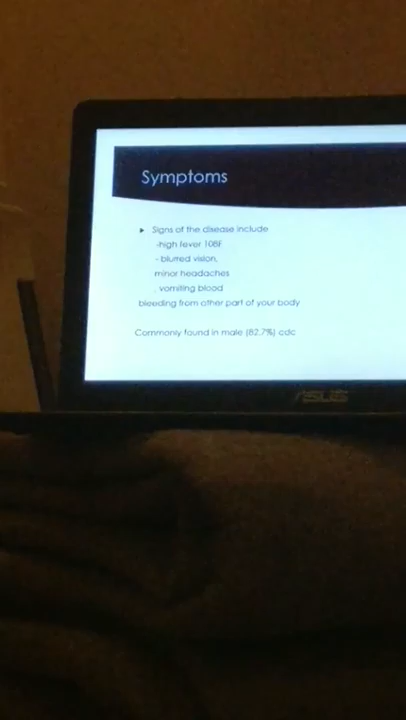 Symptoms
Signs of the disease include
-high fever 108F
- blurred vision,
minor headaches
, vomiting blood
bleeding from other part of your body
Commonly found in male (82.7%) cdc
ASUS